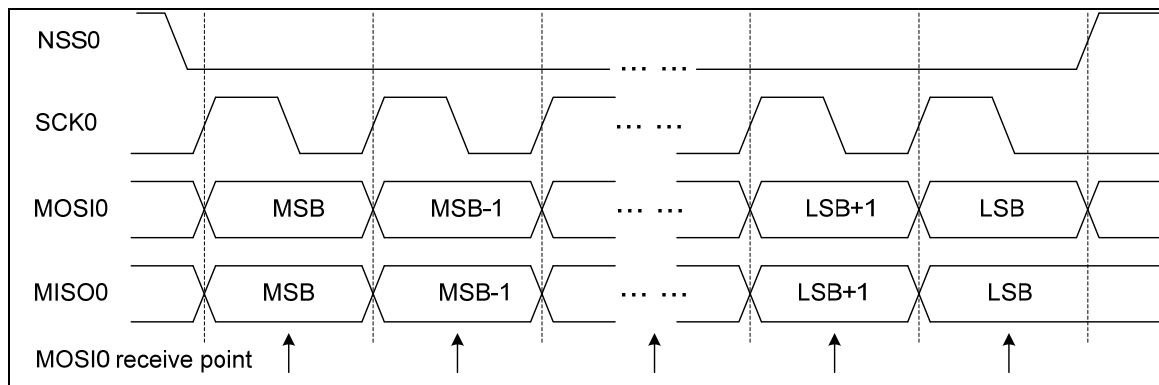 NSS0
... ...
SCK0
... ...
MOSI0 MSB MSB-1 ... ... LSB+1 LSB
MISO0 MSB MSB-1 ... ... LSB+1 LSB
MOSI0 receive point